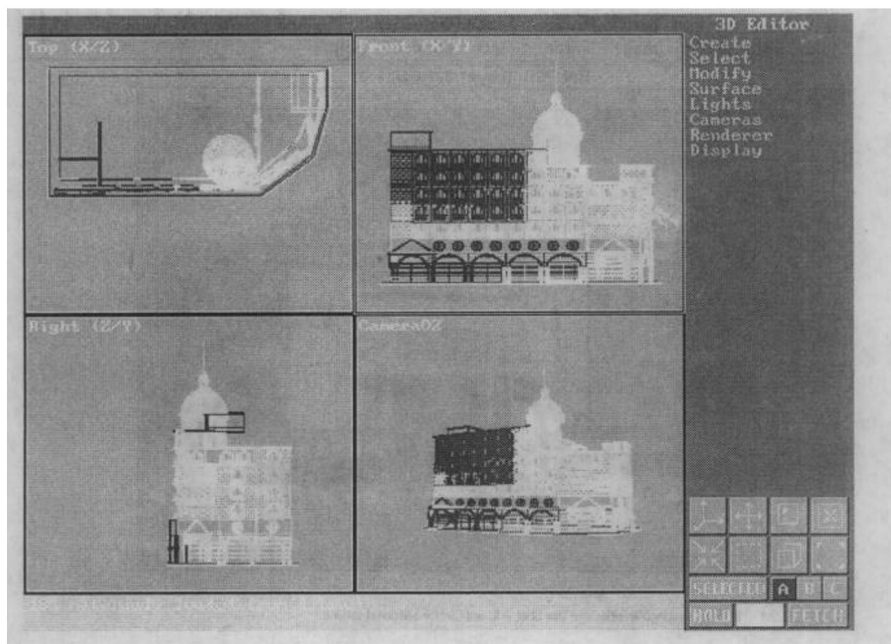 3D Editor
Top (X/Z)
Front (X/Y)
Create
Select
Modify
Surface
Lights
Cameras
Renderer
Display
Right (Z/Y)
Camera02
SELECTED A B C
HOLD FETCH